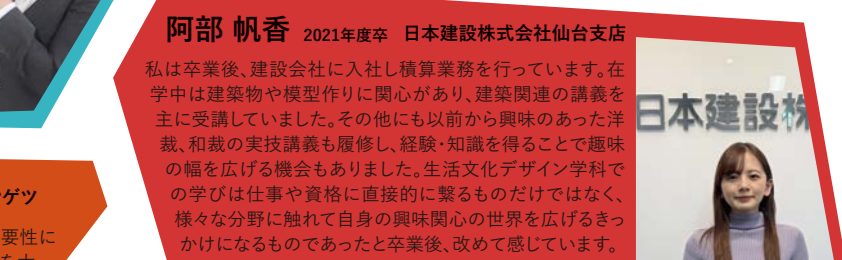 阿部 帆香 2021年度卒 日本建設株式会社仙台支店
私は卒業後、建設会社に入社し積算業務を行っています。在
学中は建築物や模型作りに関心があり、建築関連の講義を
主に受講していました。その他にも以前から興味のあった洋
裁、和裁の実技講義も履修し、経験・知識を得ることで趣味
の幅を広げる機会もありました。生活文化デザイン学科で
の学びは仕事や資格に直接的に繋るものだけではなく、
様々な分野に触れて自身の興味関心の世界を広げるきっ
かけになるものであったと卒業後、改めて感じています。
日本建設株
ゲツ
要性に